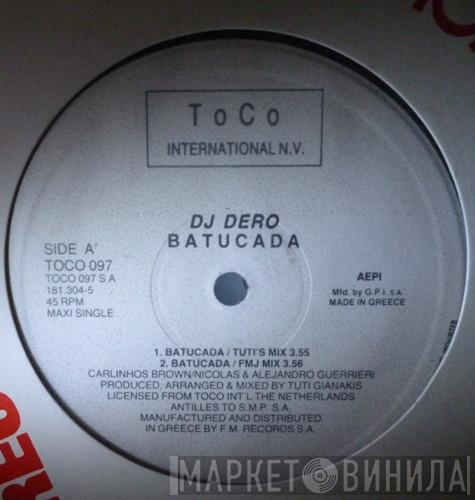 ToCo
INTERNATIONAL N.V.
DJ DERO
BATUCADA
SIDE A'
TOCO 097
TOCO 097 S A
181.304-5
45 RPM
MAXI SINGLE
AEPI
Mfd. by G.P.I. S.A.
MADE IN GREECE
1. BATUCADA / TUTI'S MIX 3.55
2. BATUCADA / FMJ MIX 3.56
CARLINHOS BROWN/NICOLAS & ALEJANDRO GUERRIERI
PRODUCED, ARRANGED & MIXED BY TUTI GIANAKIS
LICENSED FROM TOCO INT'L THE NETHERLANDS
ANTILLES TO S.M.P. S.A.
MANUFACTURED AND DISTRIBUTED
IN GREECE BY F.M. RECORDS S.A.
МАРКЕТ ВИНИЛА